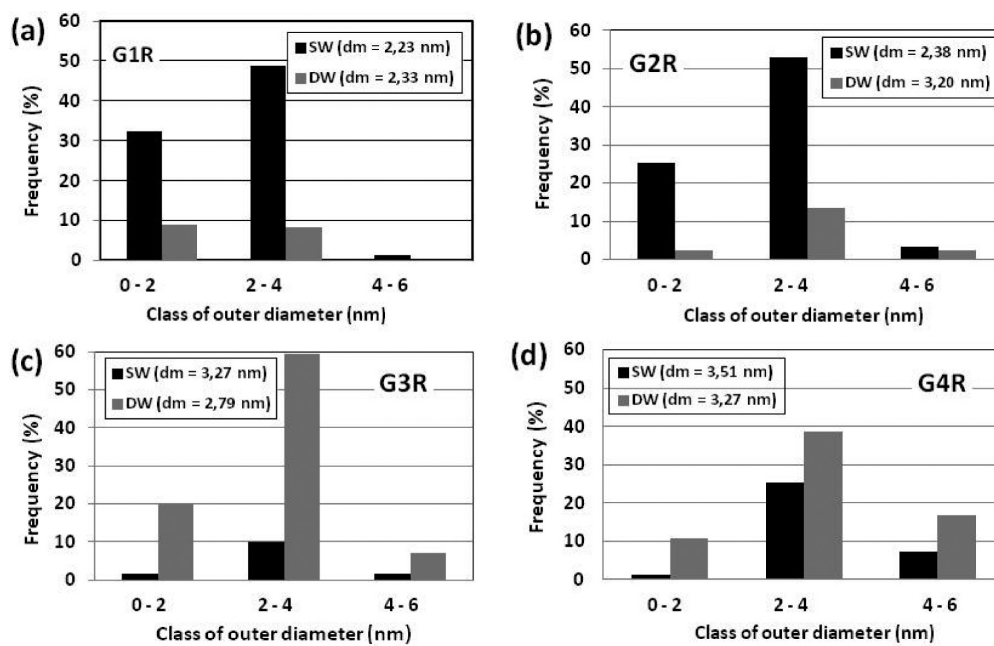 (a)
G1R
SW (dm = 2,23 nm)
DW (dm = 2,33 nm)
Frequency (%)
60
50
40
30
20
10
0
0 - 2
2 - 4
4 - 6
Class of outer diameter (nm)
(b)
G2R
SW (dm = 2,38 nm)
DW (dm = 3,20 nm)
Frequency (%)
60
50
40
30
20
10
0
0 - 2
2 - 4
4 - 6
Class of outer diameter (nm)
(c)
G3R
SW (dm = 3,27 nm)
DW (dm = 2,79 nm)
Frequency (%)
60
50
40
30
20
10
0
0 - 2
2 - 4
4 - 6
Class of outer diameter (nm)
(d)
G4R
SW (dm = 3,51 nm)
DW (dm = 3,27 nm)
Frequency (%)
60
50
40
30
20
10
0
0 - 2
2 - 4
4 - 6
Class of outer diameter (nm)